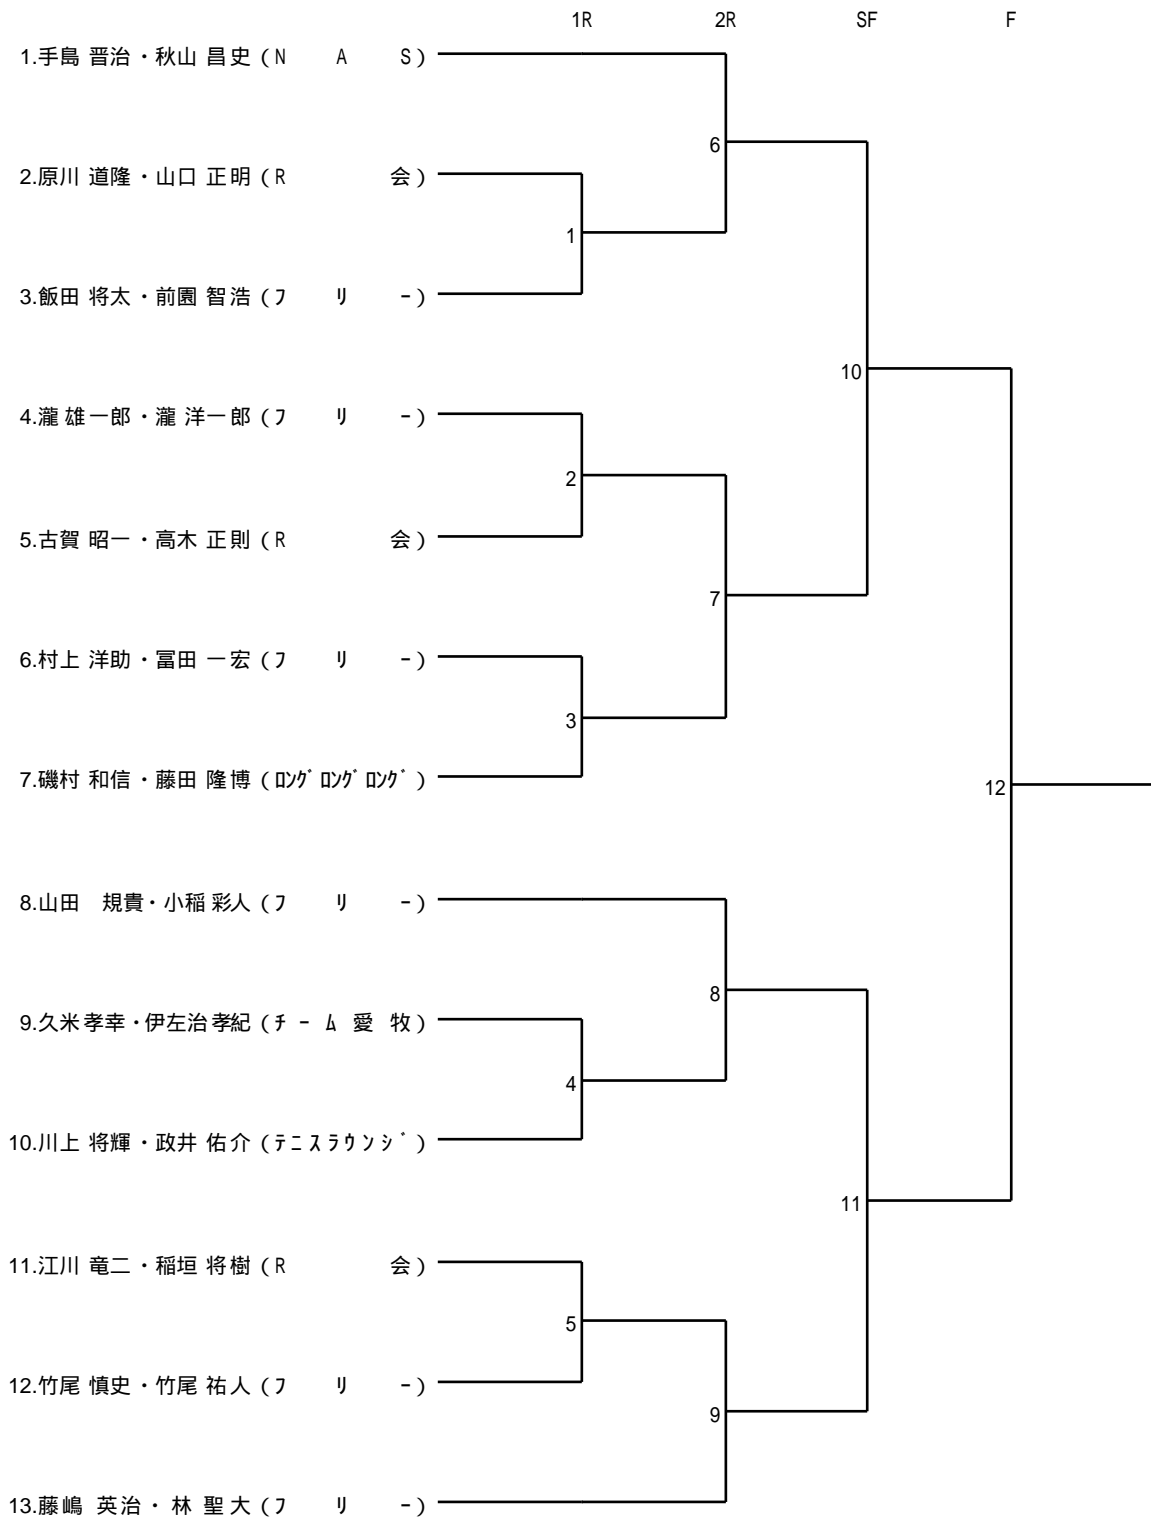 1R 2R SF F
1.手島 晋治・秋山 昌史（N A S）
6
2.原川 道隆・山口 正明（R 会）
1
3.飯田 将太・前園 智浩（ﾌ ﾘ ｰ）
10
4.瀧 雄一郎・瀧 洋一郎（ﾌ ﾘ ｰ）
2
5.古賀 昭一・高木 正則（R 会）
7
6.村上 洋助・冨田 一宏（ﾌ ﾘ ｰ）
3
7.磯村 和信・藤田 隆博（ﾛﾝｸﾞﾛﾝｸﾞﾛﾝｸﾞ）
12
8.山田　規貴・小稲 彩人（ﾌ ﾘ ｰ）
8
9.久米 孝幸・伊左治 孝紀（ﾁ ｰ ﾑ 愛 牧）
4
10.川上 将輝・政井 佑介（ﾃﾆｽﾗｳﾝｼﾞ）
11
11.江川 竜二・稲垣 将樹（R 会）
5
12.竹尾 慎史・竹尾 祐人（ﾌ ﾘ ｰ）
9
13.藤嶋 英治・林 聖大（ﾌ ﾘ ｰ）